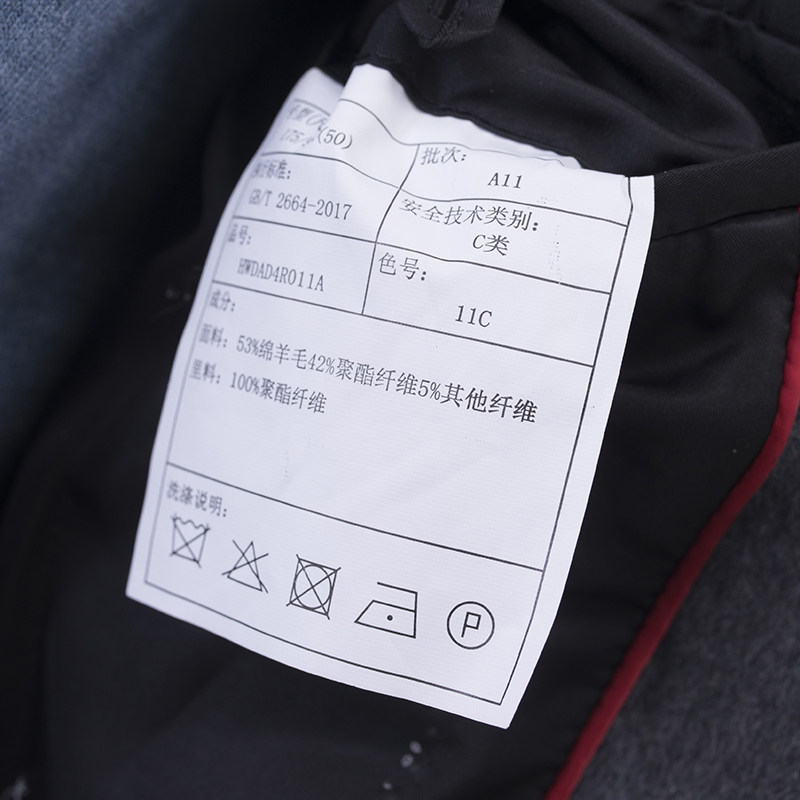 (50)
批次：
A11
执行标准：
GB/T 2664-2017
安全技术类别：
C类
品号：
HWDAD4R011A
色号：
11C
成分：
面料：53%绵羊毛42%聚酯纤维5%其他纤维
里料：100%聚酯纤维
洗涤说明：
P